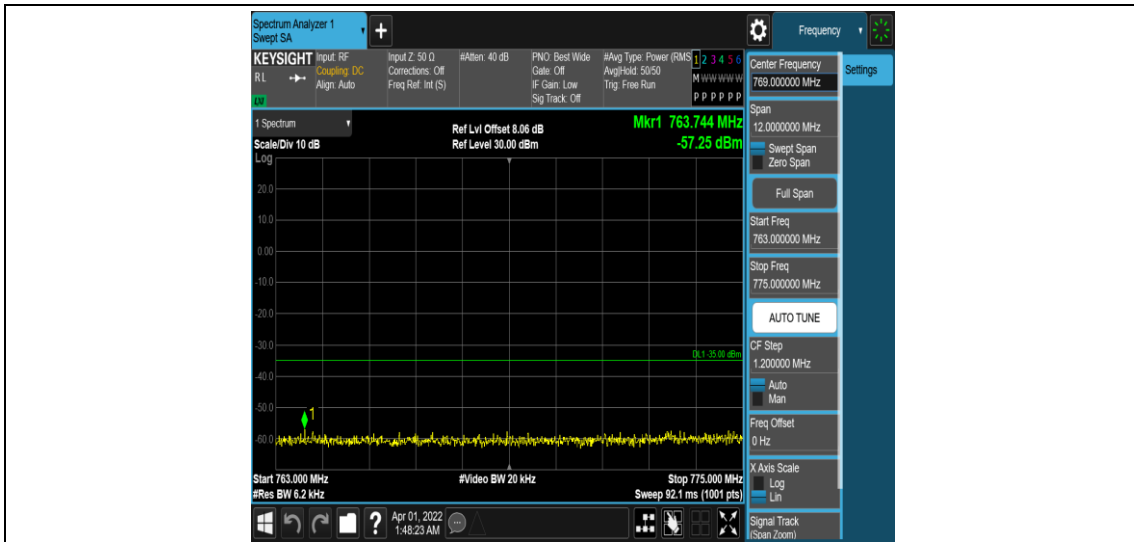 Spectrum Analyzer 1
Swept SA
+
Frequency
KEYSIGHT
RL
LXI
Input: RF
Coupling: DC
Align: Auto
Input Z: 50 Ω
Corrections: Off
Freq Ref: Int (S)
#Atten: 40 dB
PNO: Best Wide
Gate: Off
IF Gain: Low
Sig Track: Off
#Avg Type: Power (RMS
Avg|Hold: 50/50
Trig: Free Run
1 2 3 4 5 6
M W W W W W
P P P P P P
1 Spectrum
Scale/Div 10 dB
Log
Ref Lvl Offset 8.06 dB
Ref Level 30.00 dBm
Mkr1 763.744 MHz
-57.25 dBm
20.0
10.0
0.00
-10.0
-20.0
-30.0
DL1 -35.00 dBm
-40.0
-50.0
1
-60.0
Start 763.000 MHz
#Res BW 6.2 kHz
#Video BW 20 kHz
Stop 775.000 MHz
Sweep 92.1 ms (1001 pts)
?
Apr 01, 2022
1:48:23 AM
Center Frequency
769.000000 MHz
Settings
Span
12.0000000 MHz
Swept Span
Zero Span
Full Span
Start Freq
763.000000 MHz
Stop Freq
775.000000 MHz
AUTO TUNE
CF Step
1.200000 MHz
Auto
Man
Freq Offset
0 Hz
X Axis Scale
Log
Lin
Signal Track
(Span Zoom)